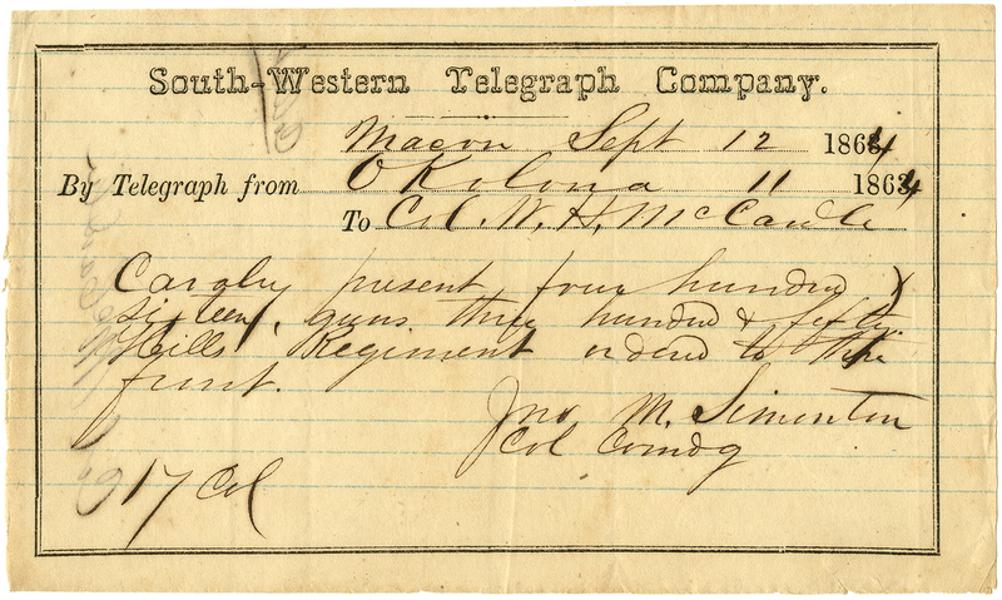 South-Western Telegraph Company.
Macon Sept 12 1864
By Telegraph from Okolona 11 1864
To Col W. H. McCardle
Cavalry present four hundred
sixteen, guns three hundred & fifty.
Hills Regiment ordered to the
front.
Jno M. Simonton
Col Comdg
17 Col